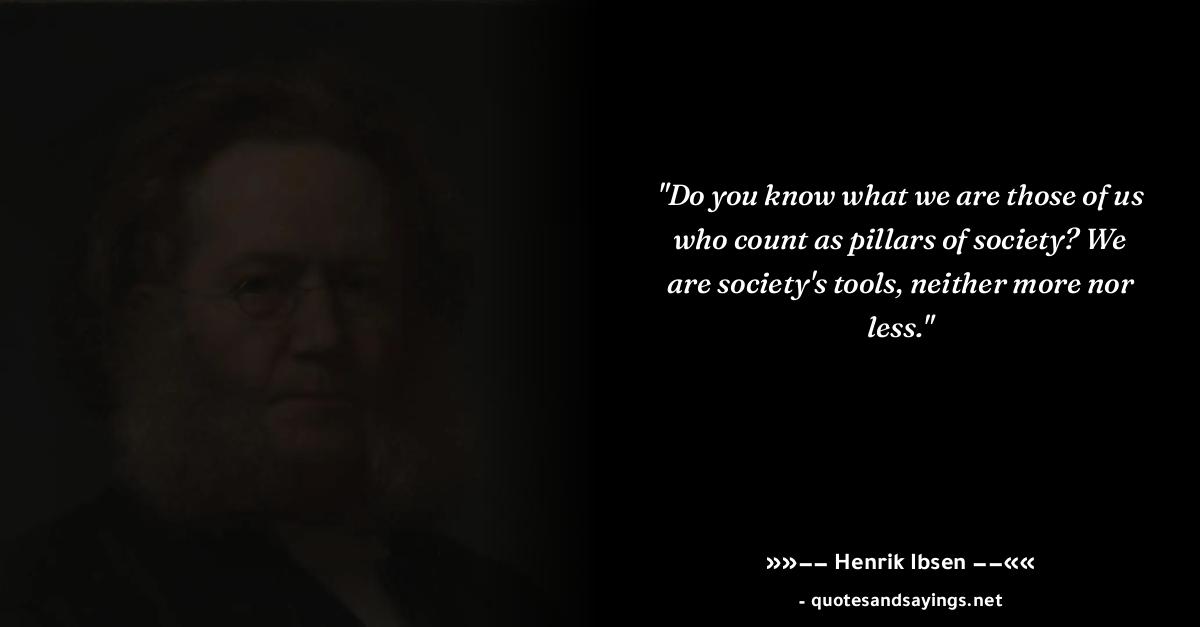 "Do you know what we are those of us
who count as pillars of society? We
are society's tools, neither more nor
less."
»»−− Henrik Ibsen −−««
- quotesandsayings.net